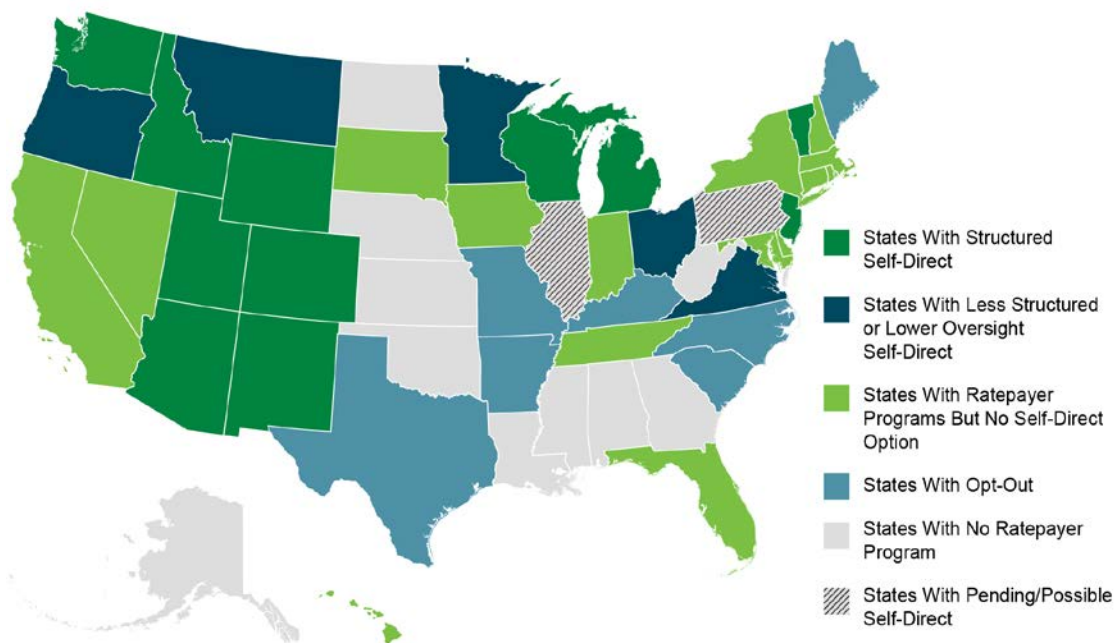 States With Structured
Self-Direct
States With Less Structured
or Lower Oversight
Self-Direct
States With Ratepayer
Programs But No Self-Direct
Option
States With Opt-Out
States With No Ratepayer
Program
States With Pending/Possible
Self-Direct